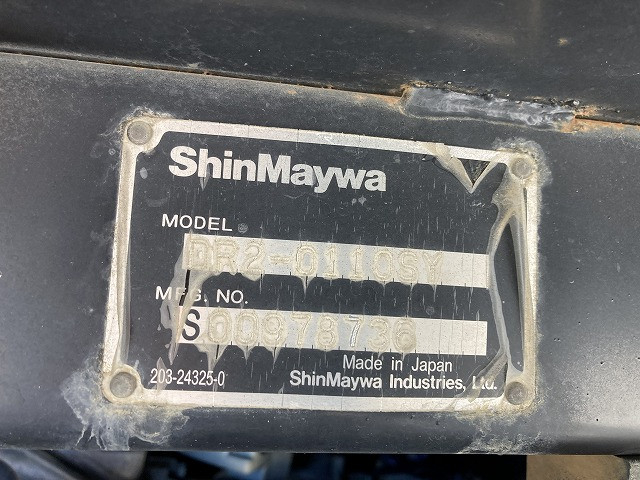 ShinMaywa
MODEL
DR2-0110SY
MFG. NO.
S00978736
Made in Japan
203-24325-0
ShinMaywa Industries, Ltd.